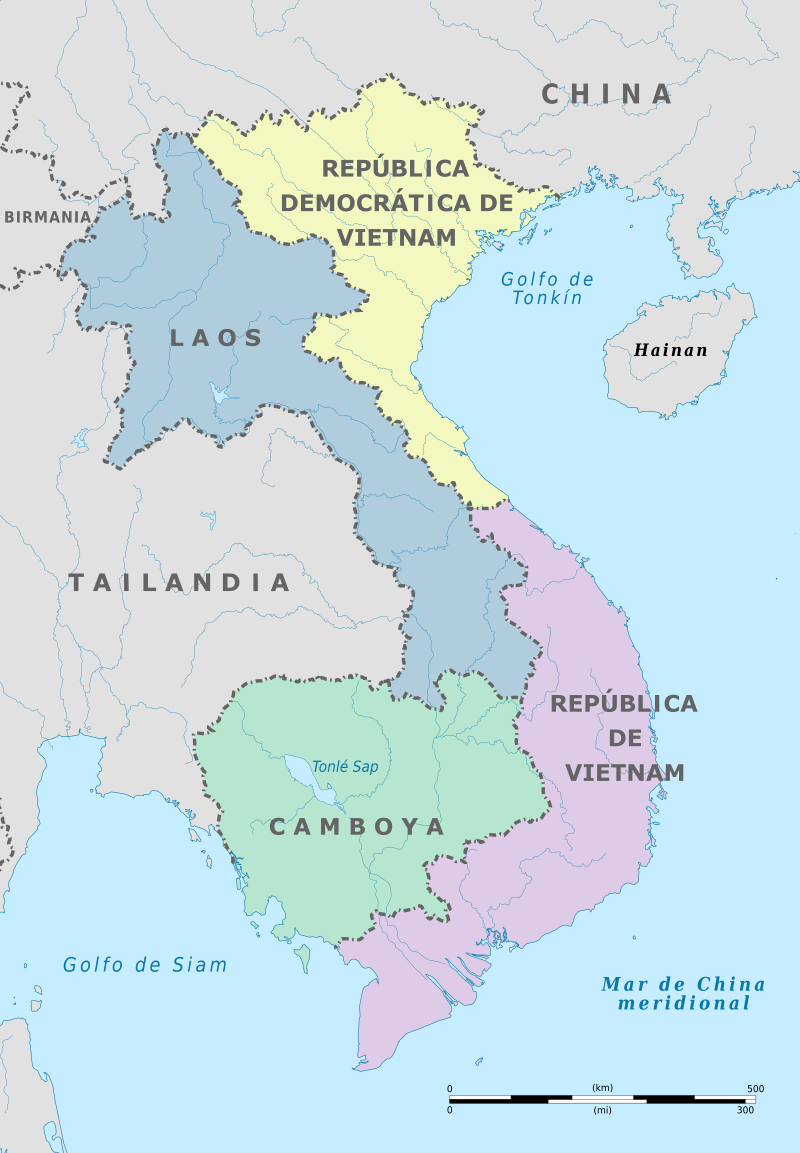 CHINA
REPÚBLICA
DEMOCRÁTICA DE
VIETNAM
BIRMANIA
Golfo de
Tonkín
LAOS
Hainan
TAILANDIA
REPÚBLICA
DE
VIETNAM
Tonlé Sap
CAMBOYA
Golfo de Siam
Mar de China
meridional
0 (km) 500
0 (mi) 300